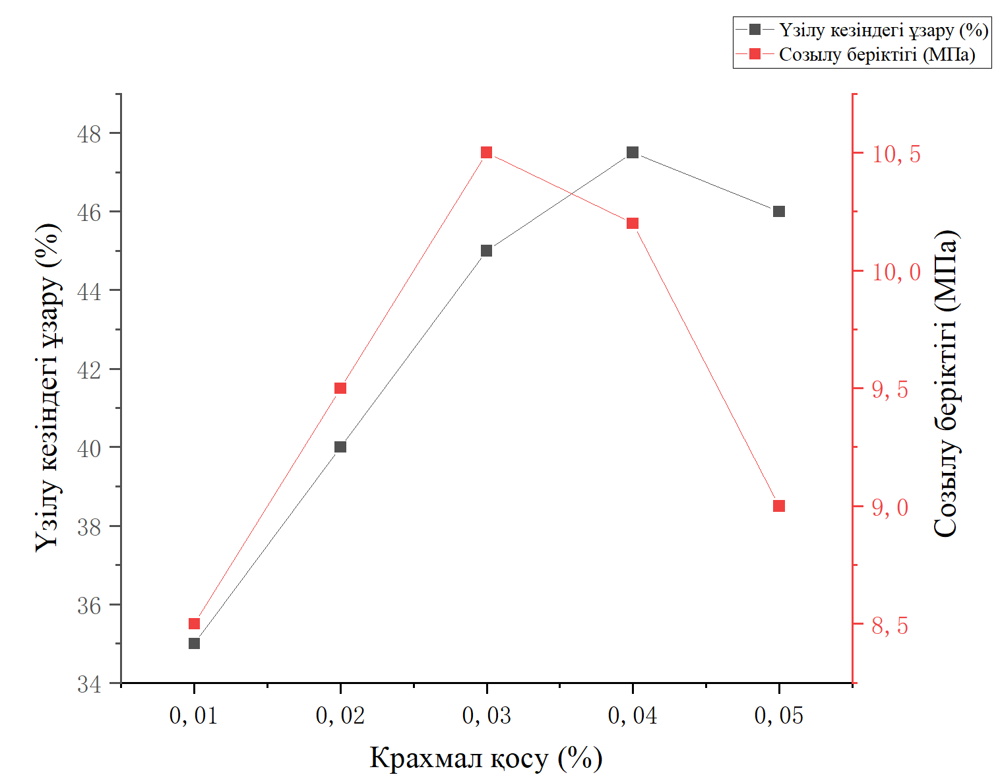 Үзілу кезіндегі ұзару (%)
Созылу беріктігі (МПа)
48
46
44
42
40
38
36
34
Үзілу кезіндегі ұзару (%)
10,5
10,0
9,5
9,0
8,5
Созылу беріктігі (МПа)
0,01 0,02 0,03 0,04 0,05
Крахмал қосу (%)